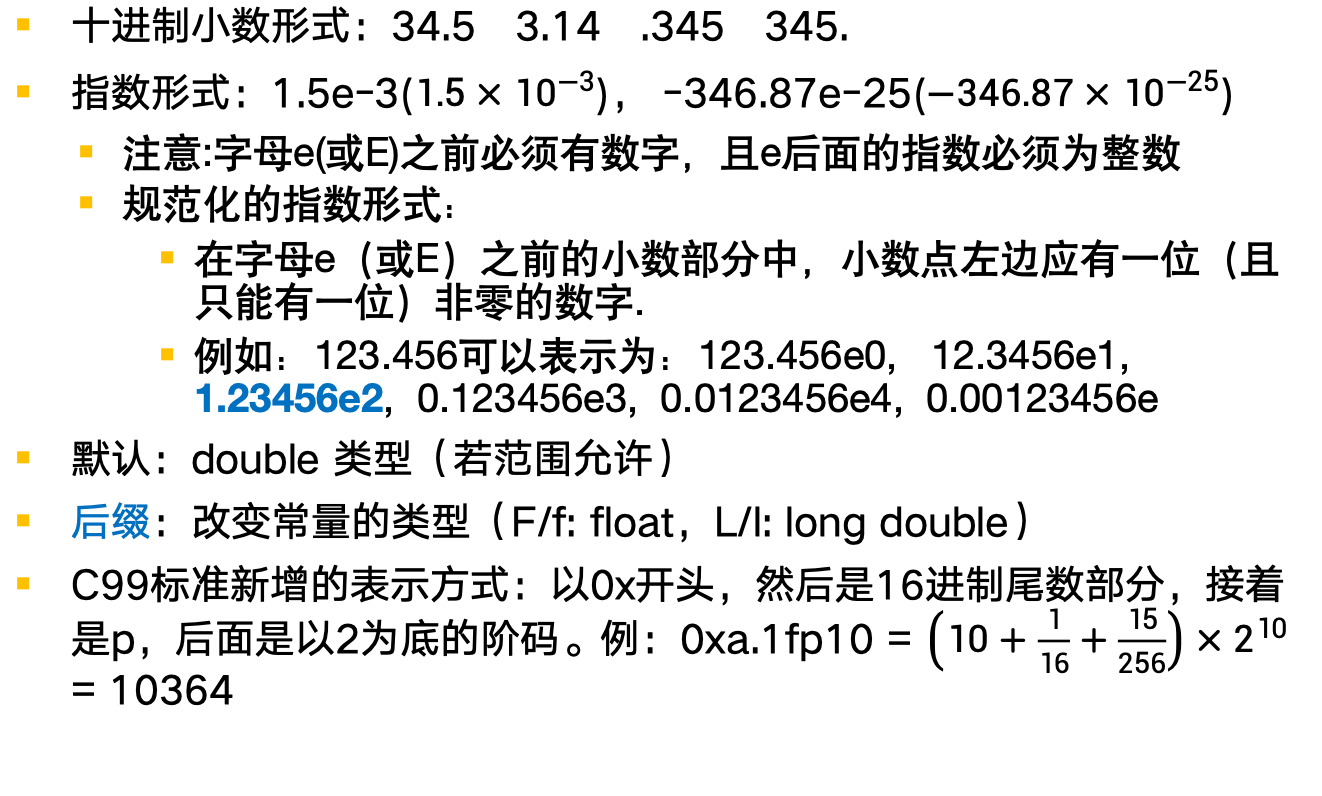 十进制小数形式：34.5 3.14 .345 345.
指数形式：1.5e-3(1.5 × 10⁻³)， -346.87e-25(−346.87 × 10⁻²⁵)
注意:字母e(或E)之前必须有数字，且e后面的指数必须为整数
规范化的指数形式：
在字母e（或E）之前的小数部分中，小数点左边应有一位（且
只能有一位）非零的数字.
例如：123.456可以表示为：123.456e0, 12.3456e1,
1.23456e2, 0.123456e3, 0.0123456e4, 0.00123456e
默认：double 类型（若范围允许）
后缀：改变常量的类型（F/f: float，L/l: long double）
C99标准新增的表示方式：以0x开头，然后是16进制尾数部分，接着
是p，后面是以2为底的阶码。例：0xa.1fp10 = (10 + 1/16 + 15/256) × 2¹⁰
= 10364